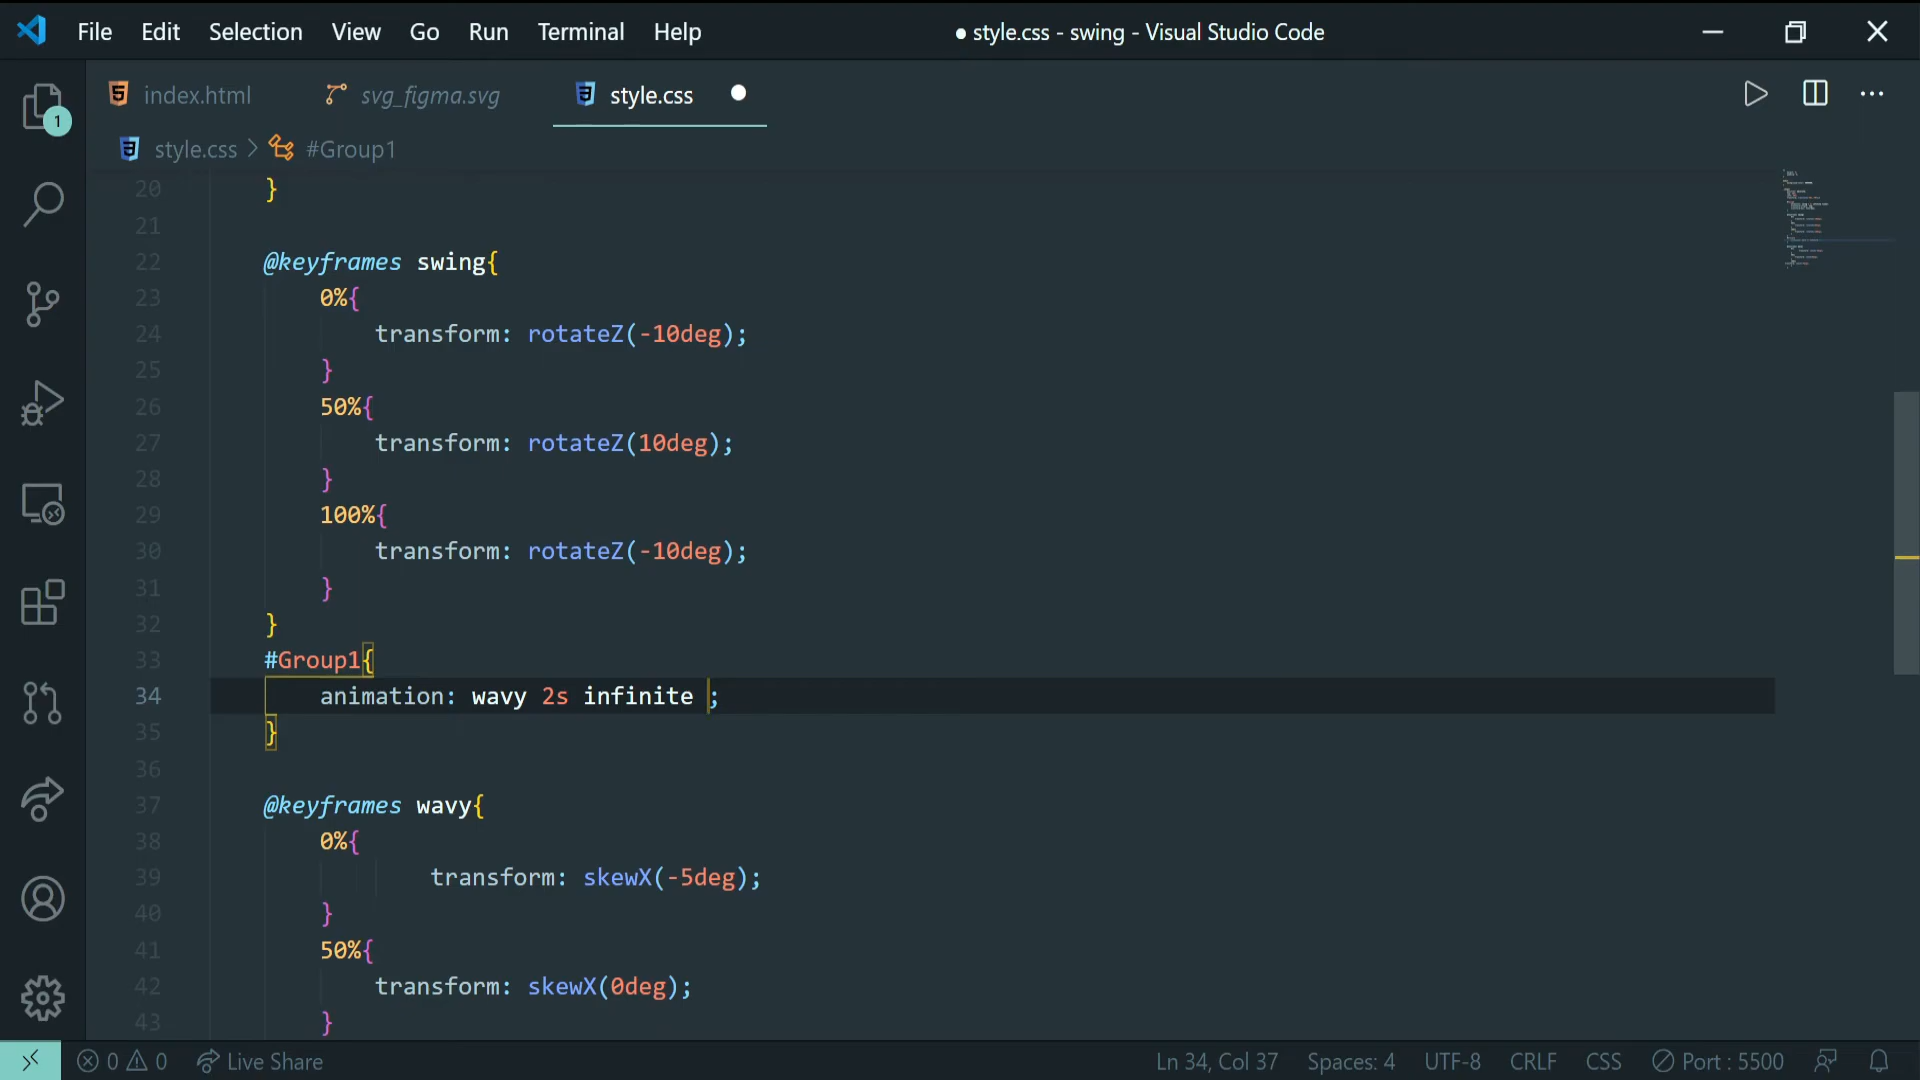 File Edit Selection View Go Run Terminal Help
● style.css - swing - Visual Studio Code
index.html
svg_figma.svg
style.css
1
style.css > #Group1
20 }
21
22 @keyframes swing{
23 0%{
24 transform: rotateZ(-10deg);
25 }
26 50%{
27 transform: rotateZ(10deg);
28 }
29 100%{
30 transform: rotateZ(-10deg);
31 }
32 }
33 #Group1{
34 animation: wavy 2s infinite ;
35 }
36
37 @keyframes wavy{
38 0%{
39 transform: skewX(-5deg);
40 }
41 50%{
42 transform: skewX(0deg);
43 }
0 0 Live Share
Ln 34, Col 37 Spaces: 4 UTF-8 CRLF CSS Port : 5500